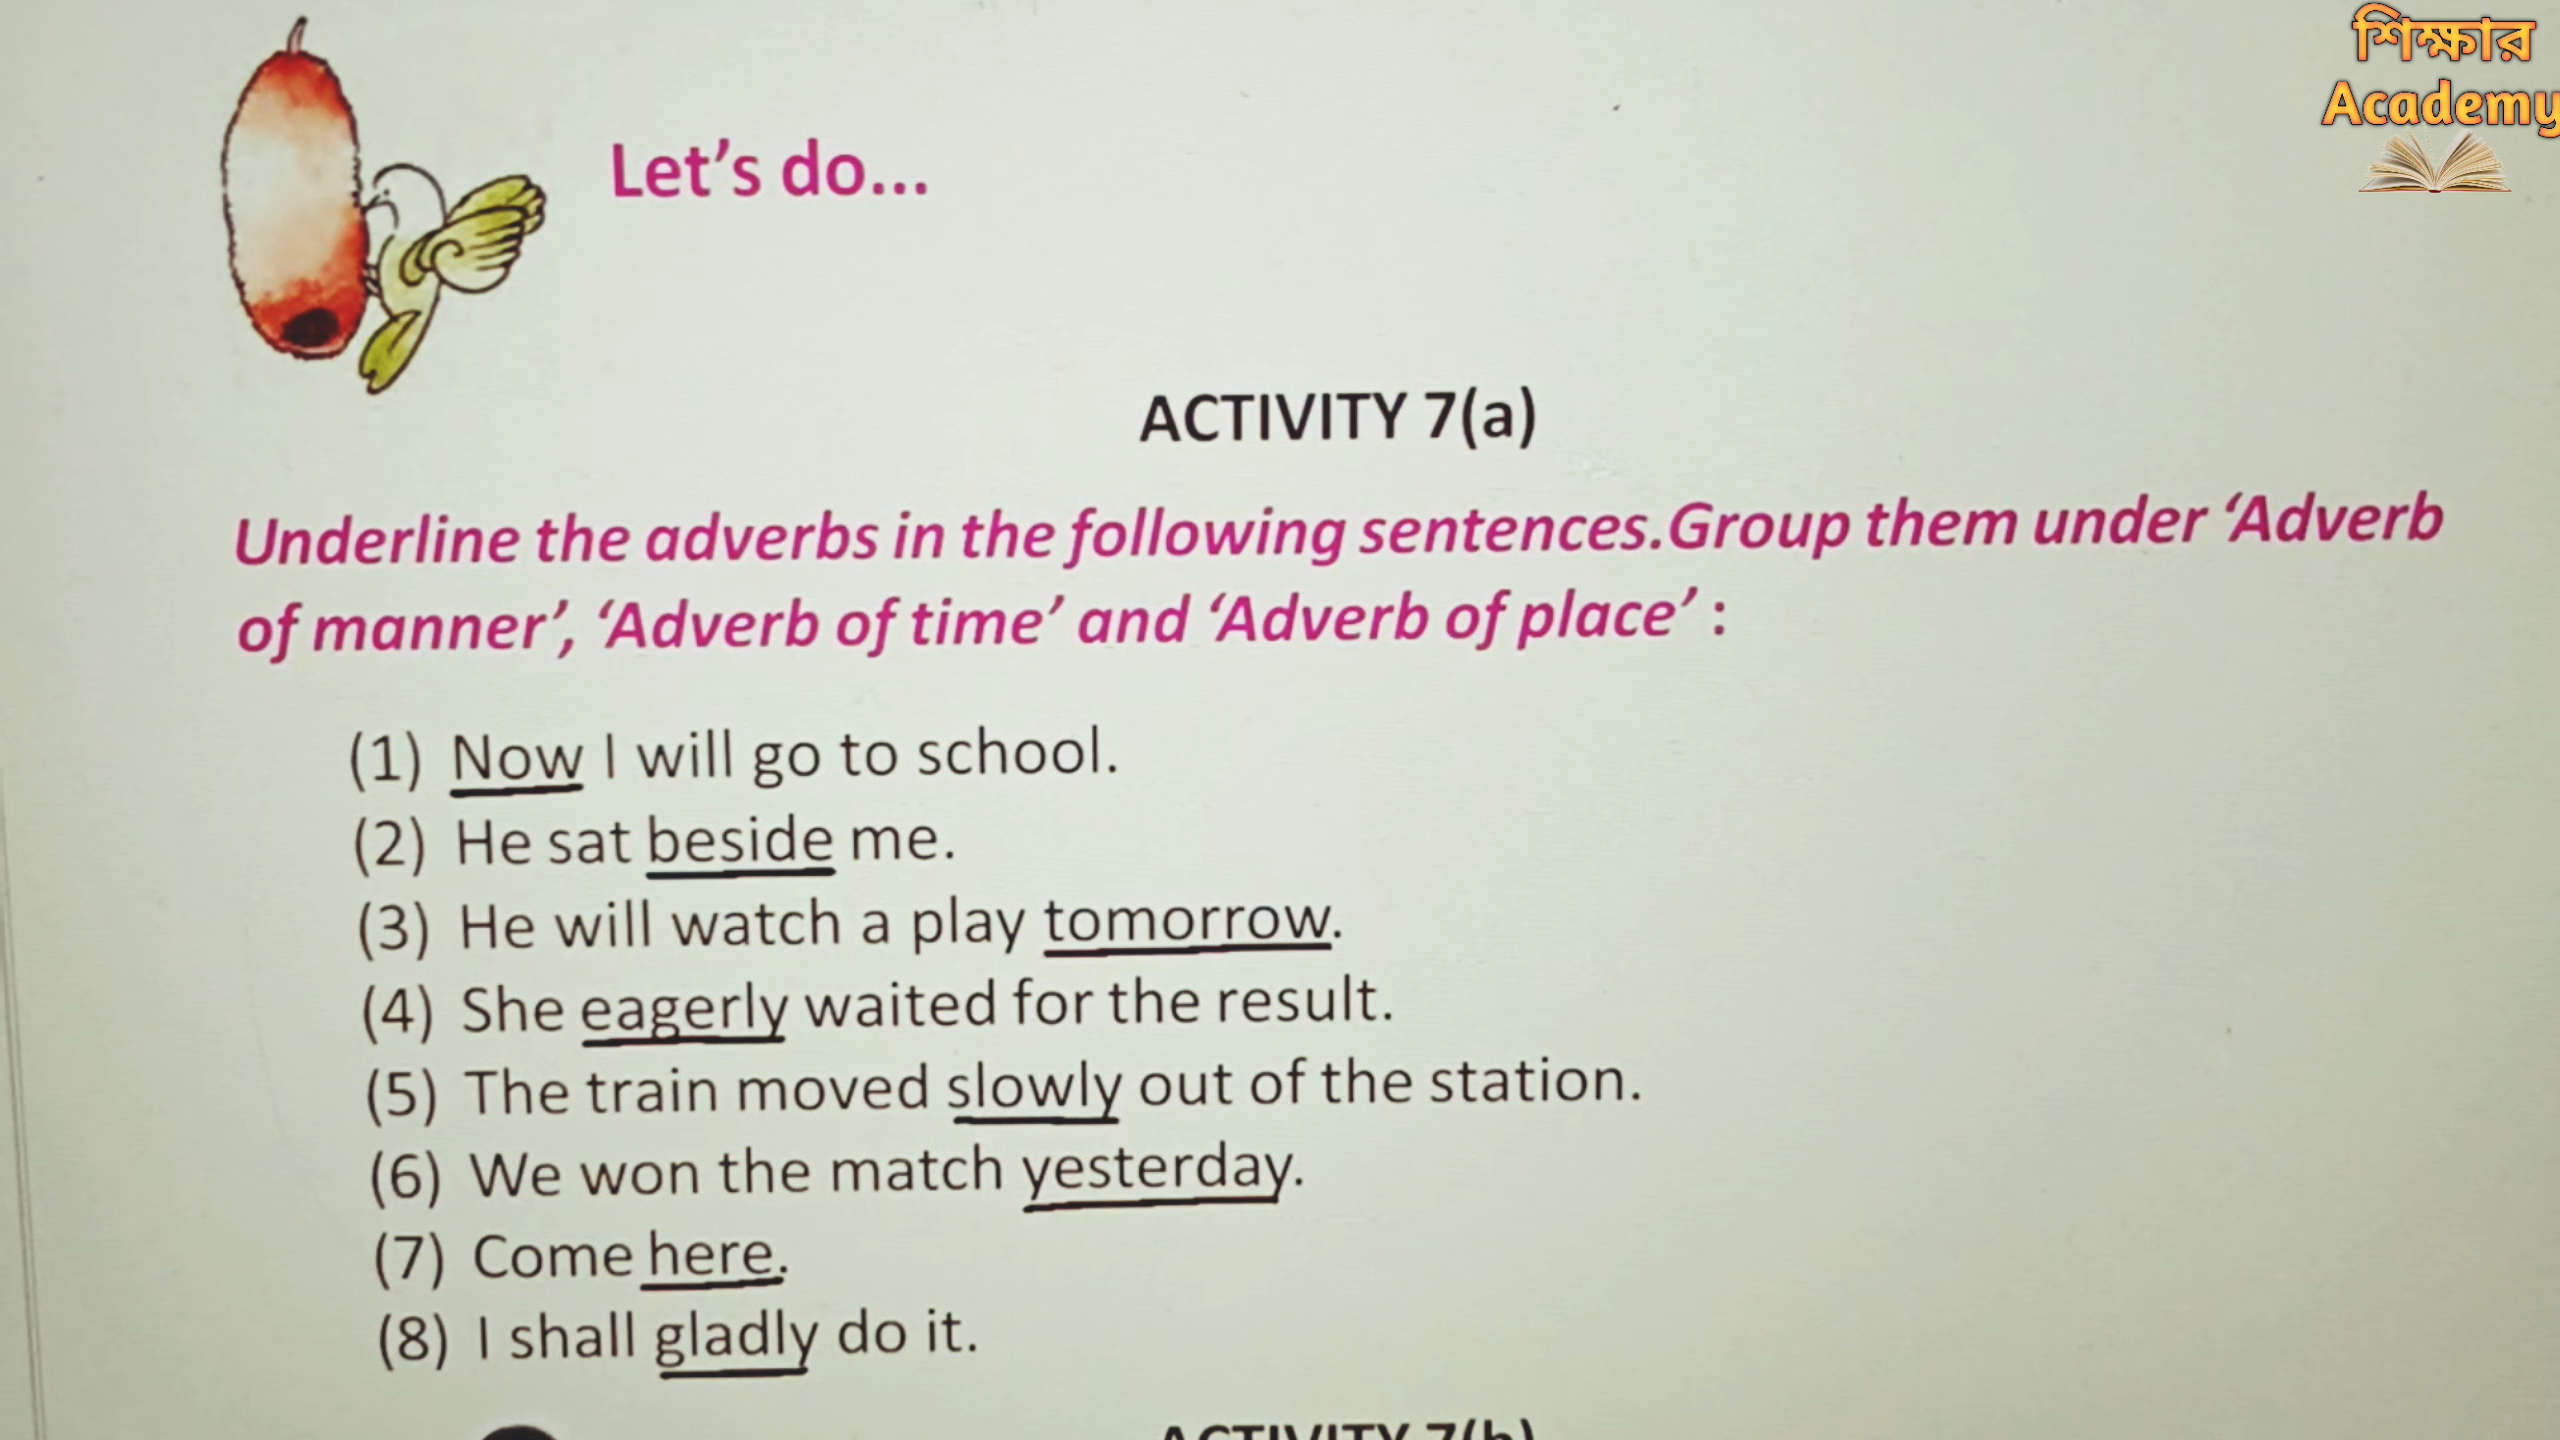 শিক্ষার
Academy
Let's do...
ACTIVITY 7(a)
Underline the adverbs in the following sentences.Group them under ‘Adverb
of manner’, ‘Adverb of time’ and ‘Adverb of place’ :
(1) Now I will go to school.
(2) He sat beside me.
(3) He will watch a play tomorrow.
(4) She eagerly waited for the result.
(5) The train moved slowly out of the station.
(6) We won the match yesterday.
(7) Come here.
(8) I shall gladly do it.
ACTIVITY 7(b)